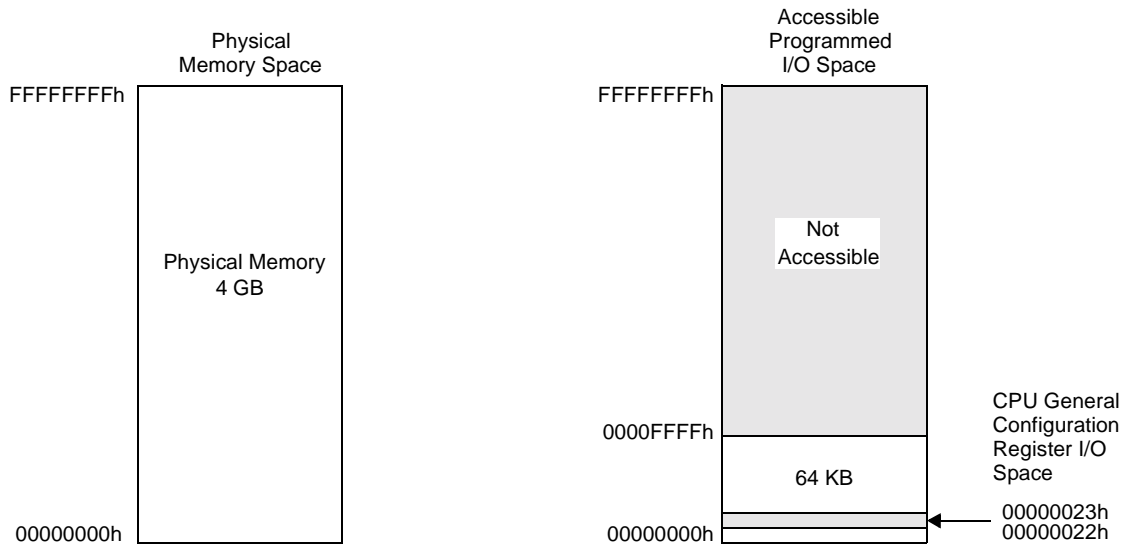 Physical
Memory Space
FFFFFFFFh
Physical Memory
4 GB
00000000h
Accessible
Programmed
I/O Space
FFFFFFFFh
Not
Accessible
0000FFFFh
64 KB
00000000h
CPU General
Configuration
Register I/O
Space
00000023h
00000022h